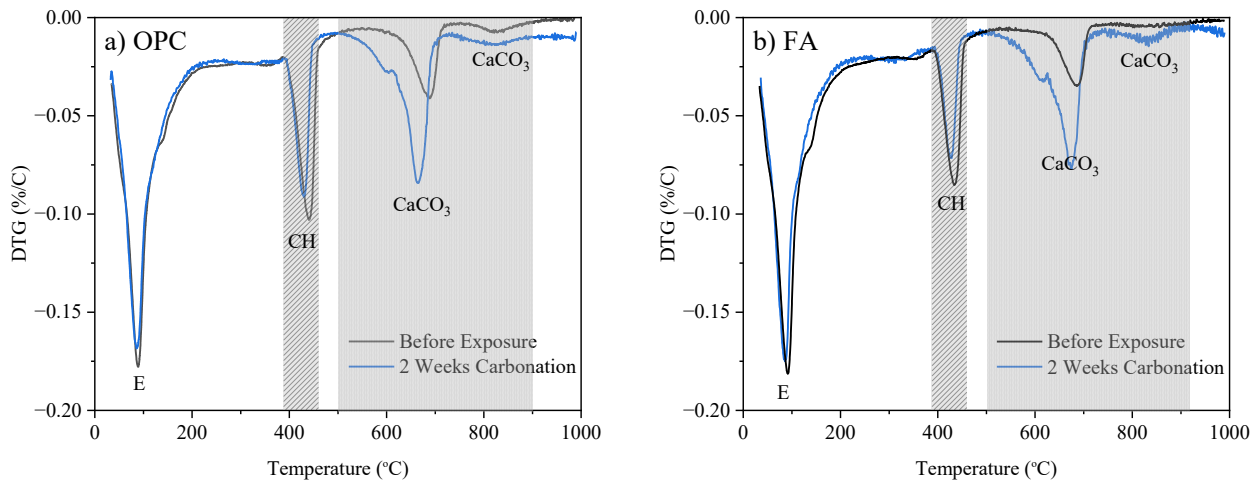 a) OPC
DTG (%/C)
0.00
−0.05
−0.10
−0.15
−0.20
CaCO₃
CaCO₃
CH
E
Before Exposure
2 Weeks Carbonation
0 200 400 600 800 1000
Temperature (°C)
b) FA
DTG (%/C)
0.00
−0.05
−0.10
−0.15
−0.20
CaCO₃
CaCO₃
CH
E
Before Exposure
2 Weeks Carbonation
0 200 400 600 800 1000
Temperature (°C)